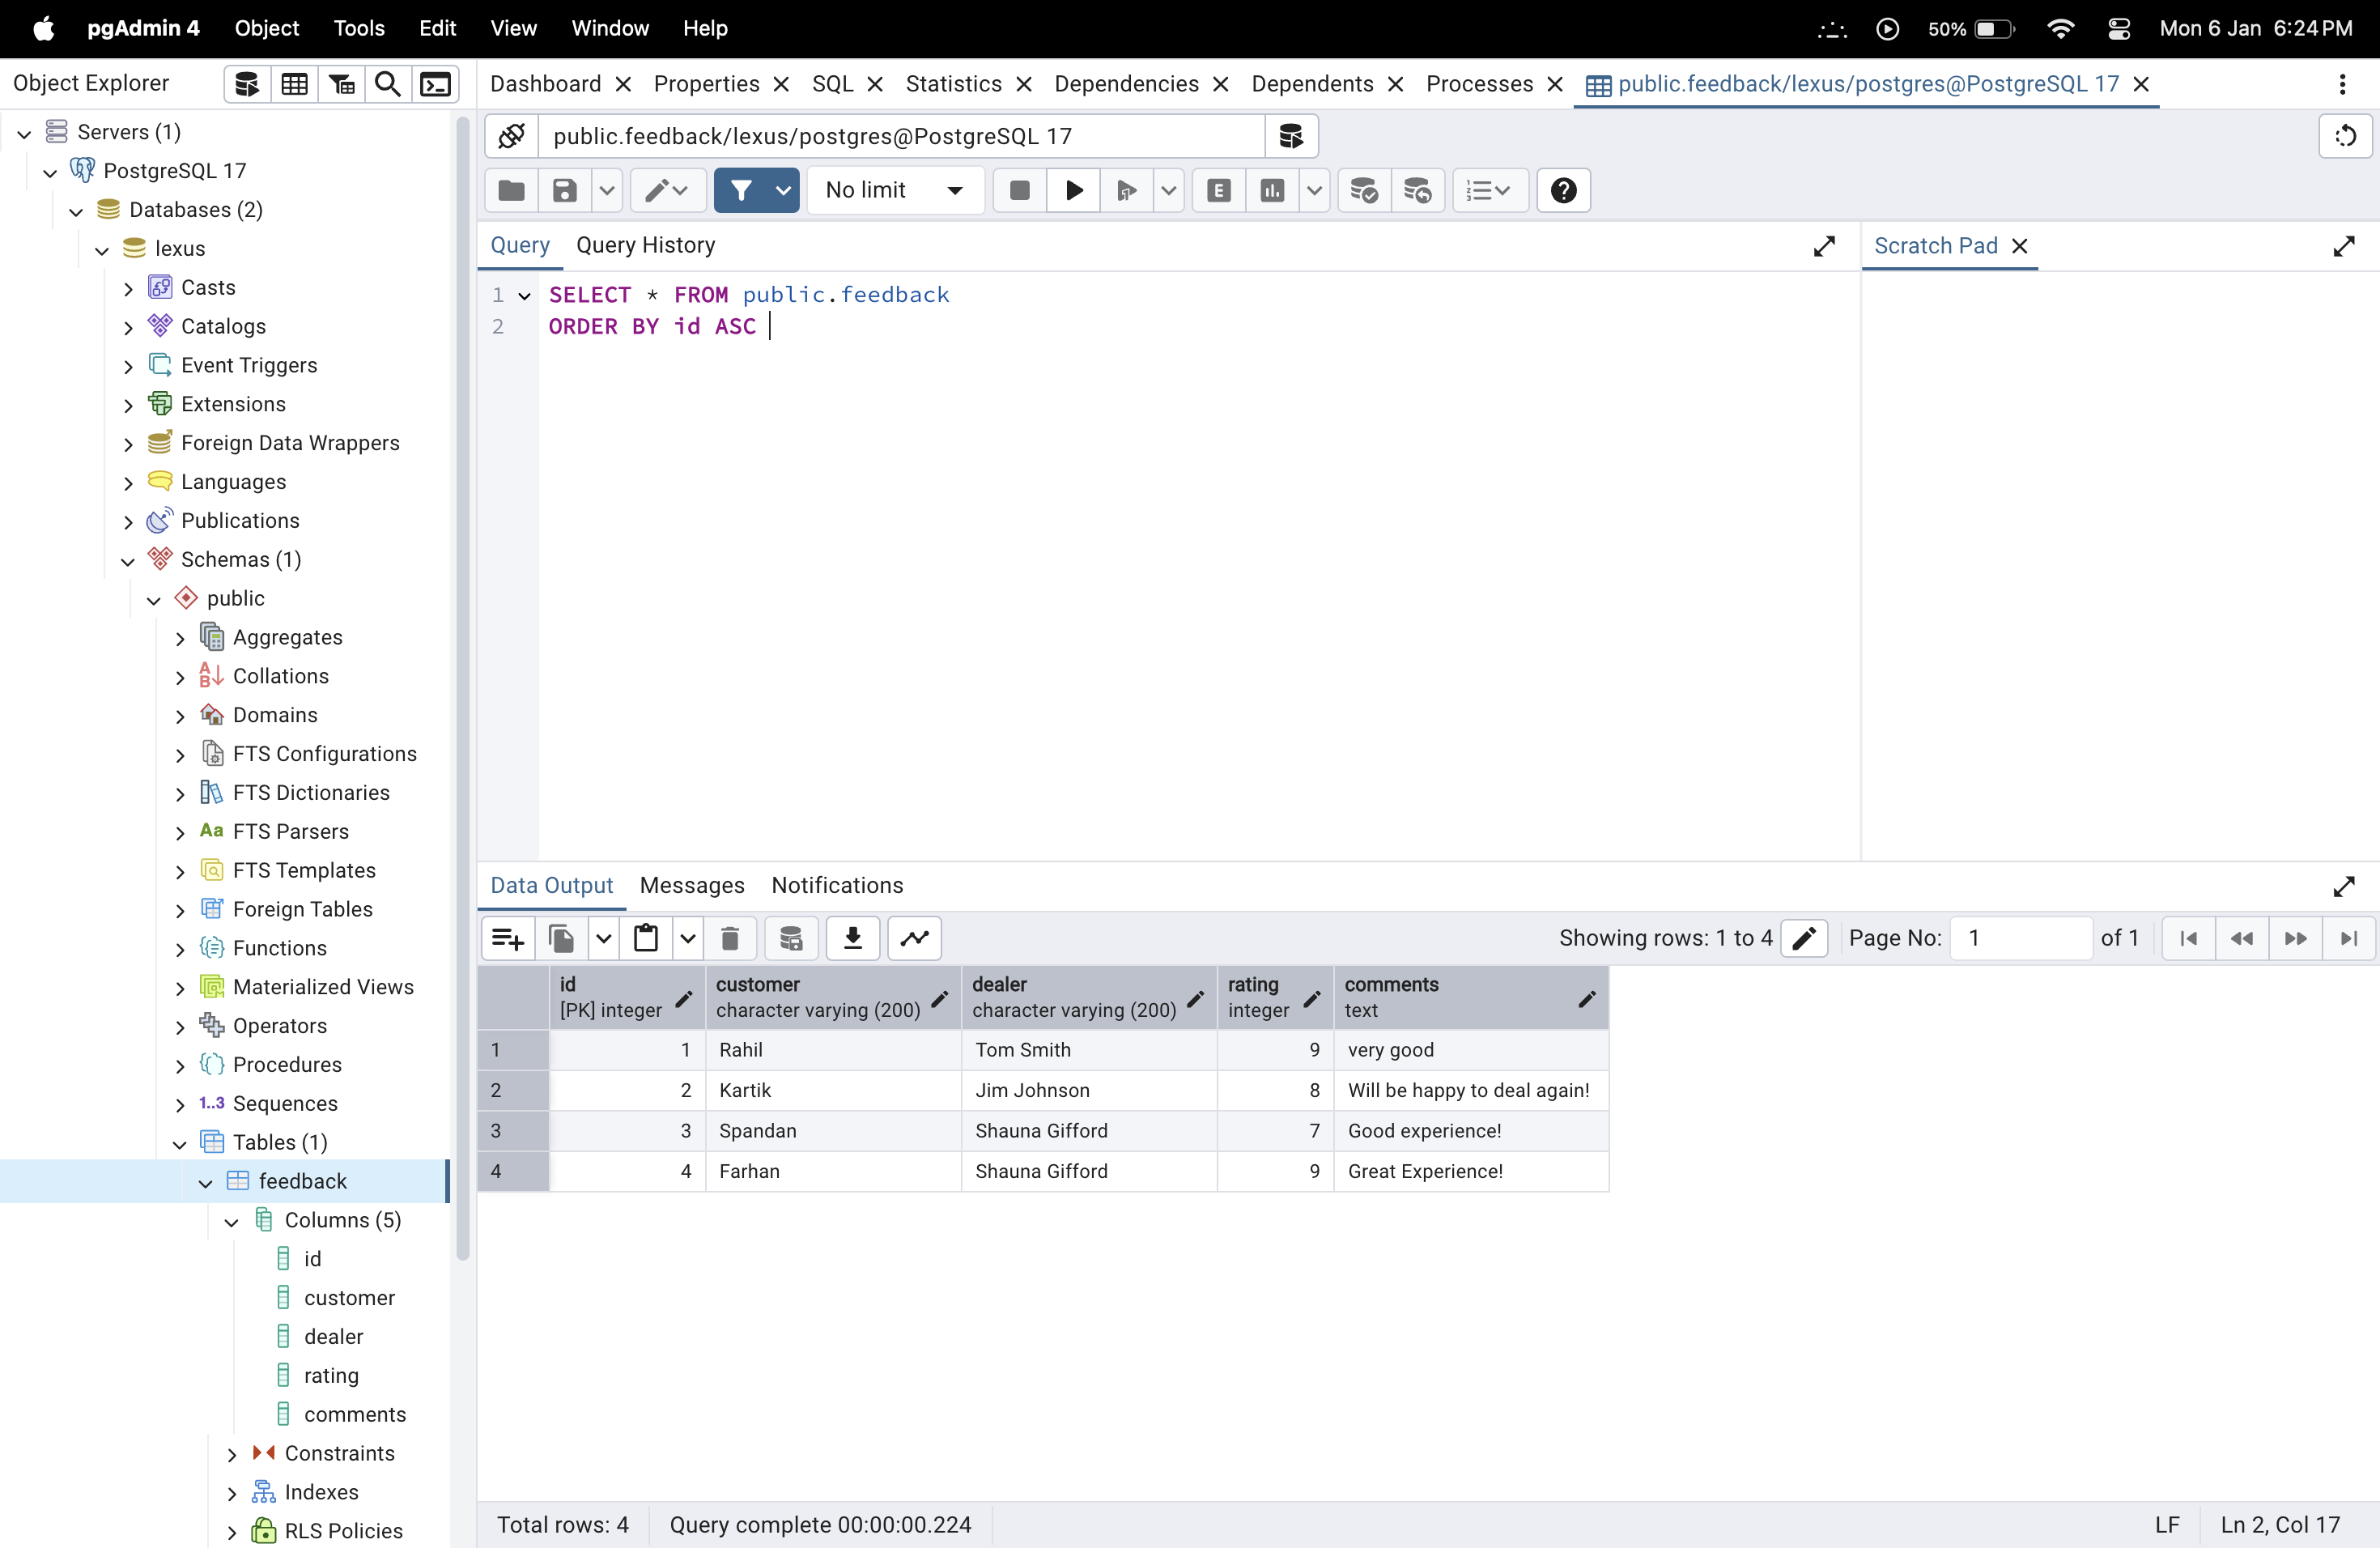 pgAdmin 4 Object Tools Edit View Window Help 50% Mon 6 Jan 6:24 PM
Object Explorer
Dashboard Properties SQL Statistics Dependencies Dependents Processes public.feedback/lexus/postgres@PostgreSQL 17
Servers (1)
PostgreSQL 17
Databases (2)
lexus
Casts
Catalogs
Event Triggers
Extensions
Foreign Data Wrappers
Languages
Publications
Schemas (1)
public
Aggregates
Collations
Domains
FTS Configurations
FTS Dictionaries
Aa FTS Parsers
FTS Templates
Foreign Tables
Functions
Materialized Views
Operators
Procedures
1..3 Sequences
Tables (1)
feedback
Columns (5)
id
customer
dealer
rating
comments
Constraints
Indexes
RLS Policies
public.feedback/lexus/postgres@PostgreSQL 17
No limit E
Query Query History
Scratch Pad
1 SELECT * FROM public.feedback
2 ORDER BY id ASC
Data Output Messages Notifications
Showing rows: 1 to 4 Page No: 1 of 1
id customer dealer rating comments
[PK] integer character varying (200) character varying (200) integer text
1 1 Rahil Tom Smith 9 very good
2 2 Kartik Jim Johnson 8 Will be happy to deal again!
3 3 Spandan Shauna Gifford 7 Good experience!
4 4 Farhan Shauna Gifford 9 Great Experience!
Total rows: 4 Query complete 00:00:00.224 LF Ln 2, Col 17